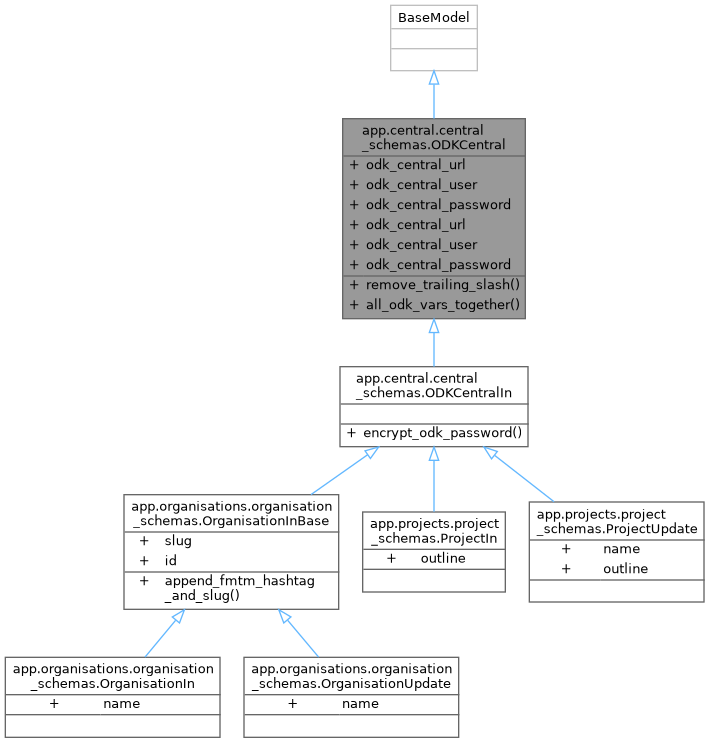 BaseModel
app.central.central
_schemas.ODKCentral
+ odk_central_url
+ odk_central_user
+ odk_central_password
+ odk_central_url
+ odk_central_user
+ odk_central_password
+ remove_trailing_slash()
+ all_odk_vars_together()
app.central.central
_schemas.ODKCentralIn
+ encrypt_odk_password()
app.organisations.organisation
_schemas.OrganisationInBase
+ slug
+ id
+ append_fmtm_hashtag
_and_slug()
app.projects.project
_schemas.ProjectIn
+ outline
app.projects.project
_schemas.ProjectUpdate
+ name
+ outline
app.organisations.organisation
_schemas.OrganisationIn
+ name
app.organisations.organisation
_schemas.OrganisationUpdate
+ name